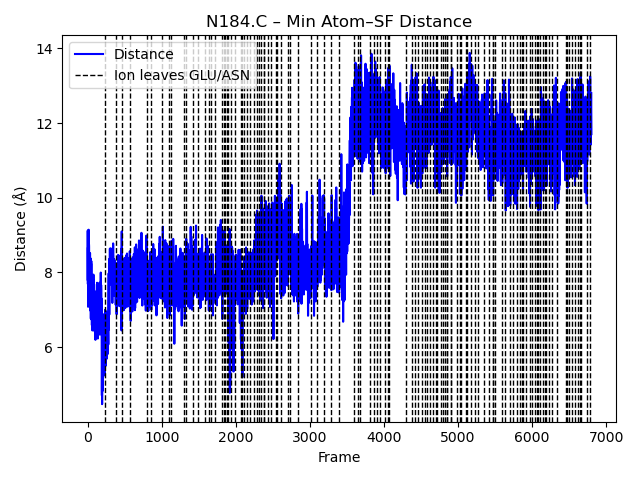 N184.C – Min Atom–SF Distance
Distance
Ion leaves GLU/ASN
14
12
10
8
6
Distance (Å)
0 1000 2000 3000 4000 5000 6000 7000
Frame